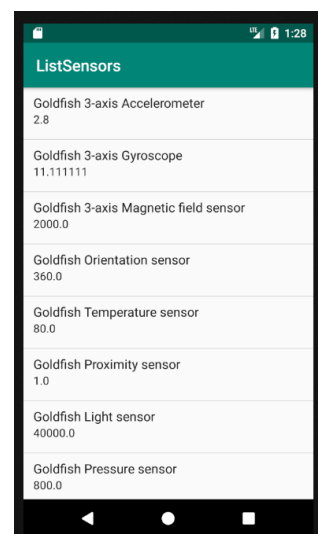 LTE 1:28
ListSensors
Goldfish 3-axis Accelerometer
2.8
Goldfish 3-axis Gyroscope
11.111111
Goldfish 3-axis Magnetic field sensor
2000.0
Goldfish Orientation sensor
360.0
Goldfish Temperature sensor
80.0
Goldfish Proximity sensor
1.0
Goldfish Light sensor
40000.0
Goldfish Pressure sensor
800.0